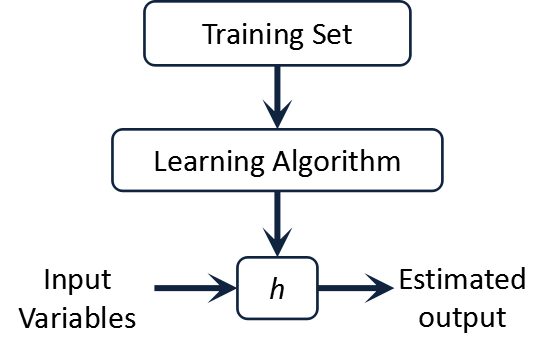 Training Set
Learning Algorithm
Input
Variables
h
Estimated
output